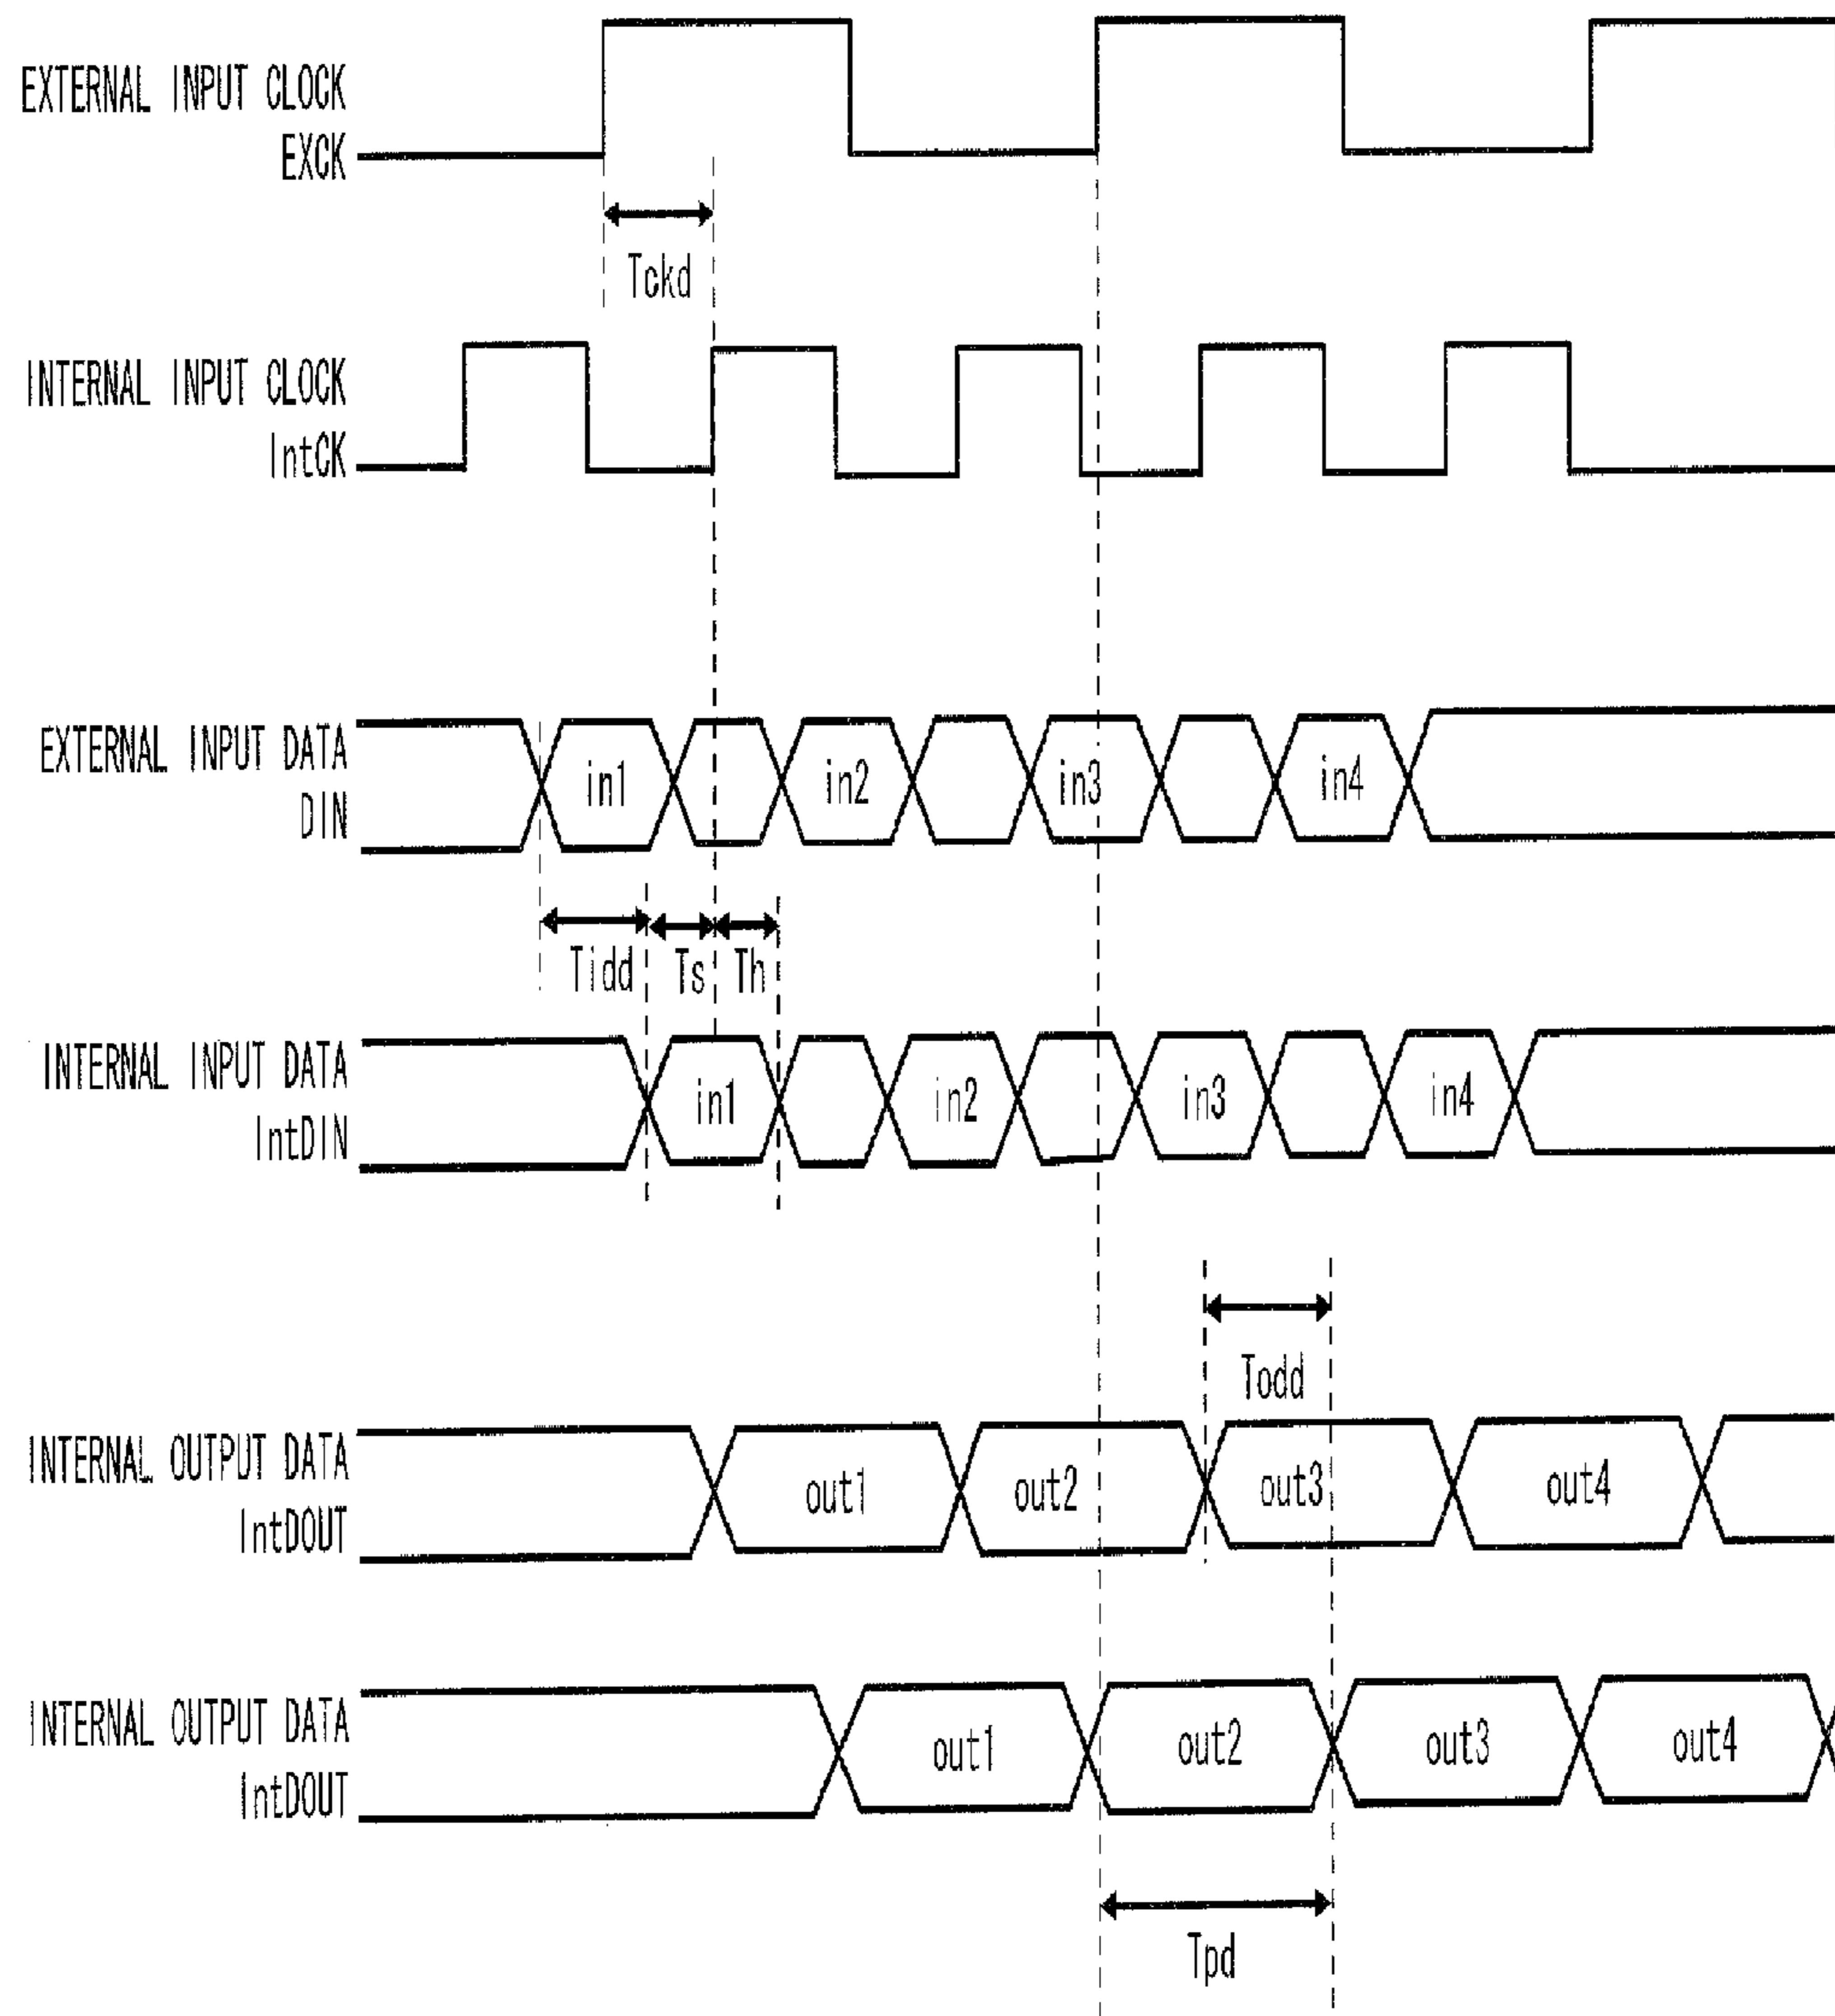 EXTERNAL INPUT CLOCK
EXCK
Tckd
INTERNAL INPUT CLOCK
IntCK
EXTERNAL INPUT DATA
DIN
in1 in2 in3 in4
Tidd Ts Th
INTERNAL INPUT DATA
IntDIN
in1 in2 in3 in4
Todd
INTERNAL OUTPUT DATA
IntDOUT
out1 out2 out3 out4
INTERNAL OUTPUT DATA
IntDOUT
out1 out2 out3 out4
Tpd